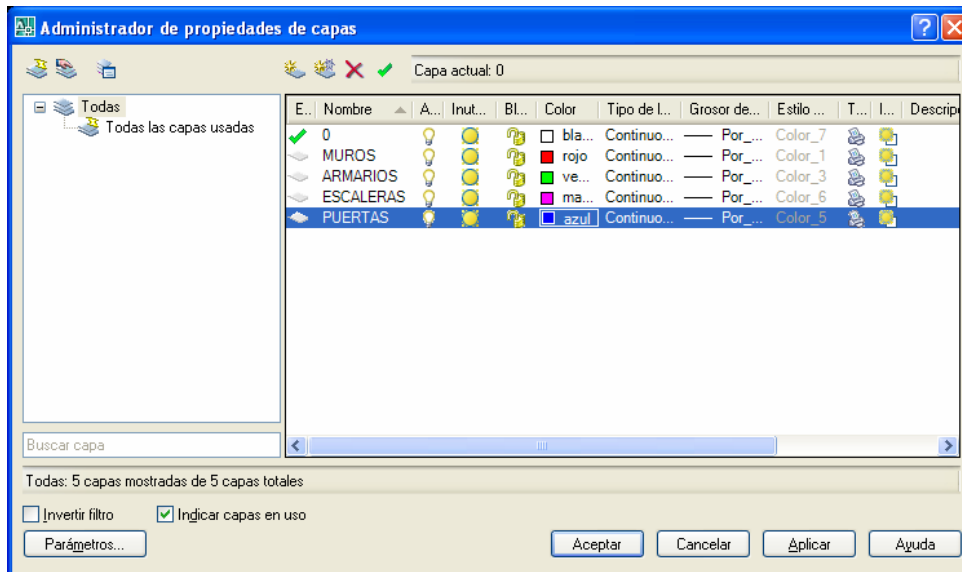 Administrador de propiedades de capas
Capa actual: 0
Todas
Todas las capas usadas
E.. Nombre A... Inut... Bl... Color Tipo de l... Grosor de... Estilo ... T... I... Descrip
0 bla... Continuo... Por_... Color_7
MUROS rojo Continuo... Por_... Color_1
ARMARIOS ve... Continuo... Por_... Color_3
ESCALERAS ma... Continuo... Por_... Color_6
PUERTAS azul Continuo... Por_... Color_5
Buscar capa
Todas: 5 capas mostradas de 5 capas totales
Invertir filtro Indicar capas en uso
Parámetros... Aceptar Cancelar Aplicar Ayuda